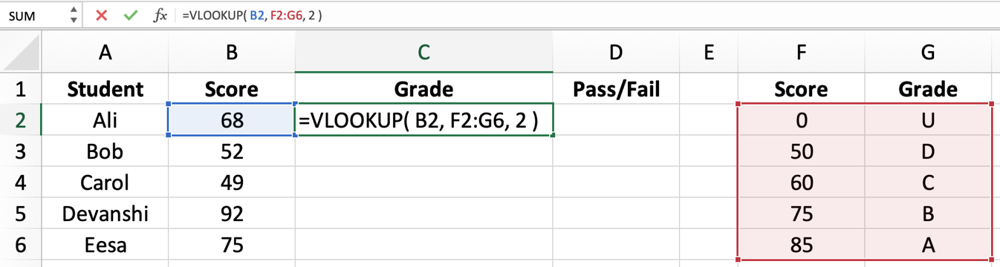 SUM fx =VLOOKUP( B2, F2:G6, 2 )
A B C D E F G
1 Student Score Grade Pass/Fail Score Grade
2 Ali 68 =VLOOKUP( B2, F2:G6, 2 ) 0 U
3 Bob 52 50 D
4 Carol 49 60 C
5 Devanshi 92 75 B
6 Eesa 75 85 A